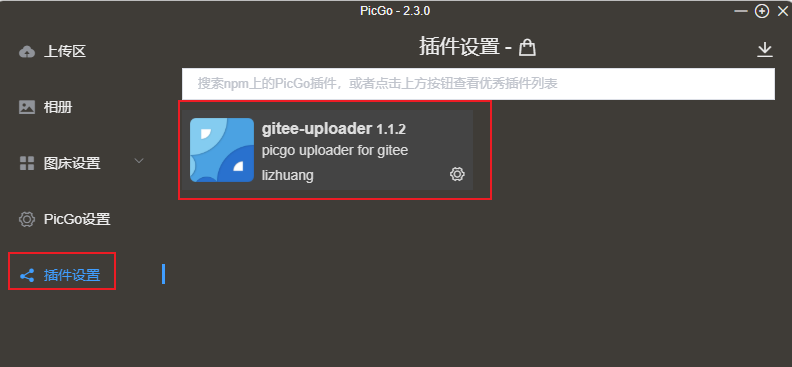 PicGo - 2.3.0
上传区
相册
图床设置
PicGo设置
插件设置
插件设置 -
搜索npm上的PicGo插件，或者点击上方按钮查看优秀插件列表
gitee-uploader 1.1.2
picgo uploader for gitee
lizhuang